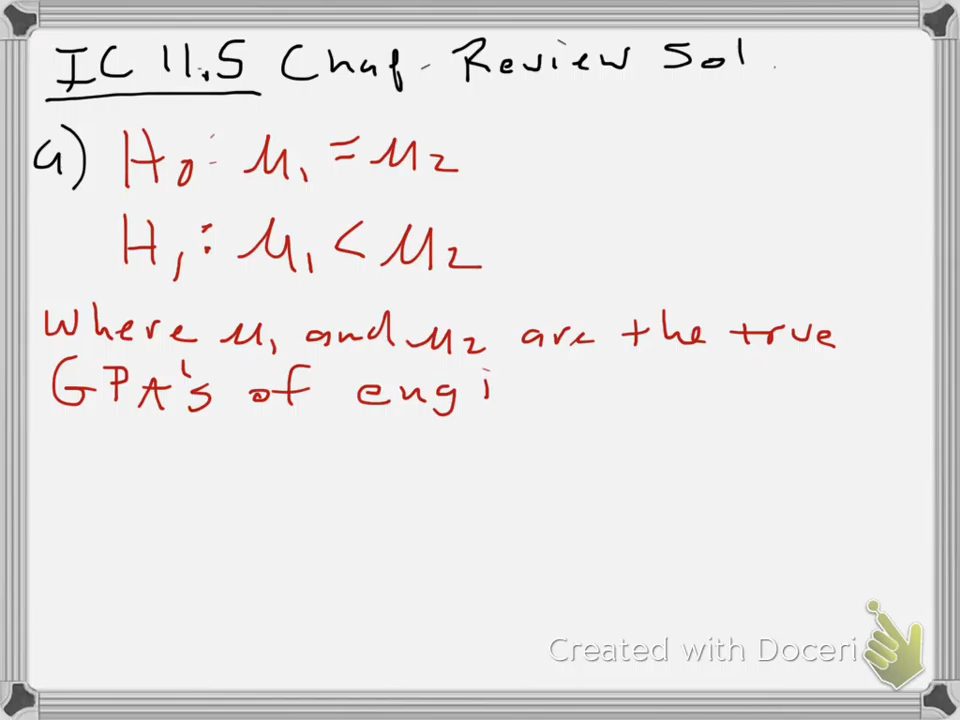 IC 11.5 Chap. Review Sol.
a) H₀: μ₁ = μ₂
H₁: μ₁ < μ₂
Where μ₁ and μ₂ are the true
GPA's of engi
Created with Doceri